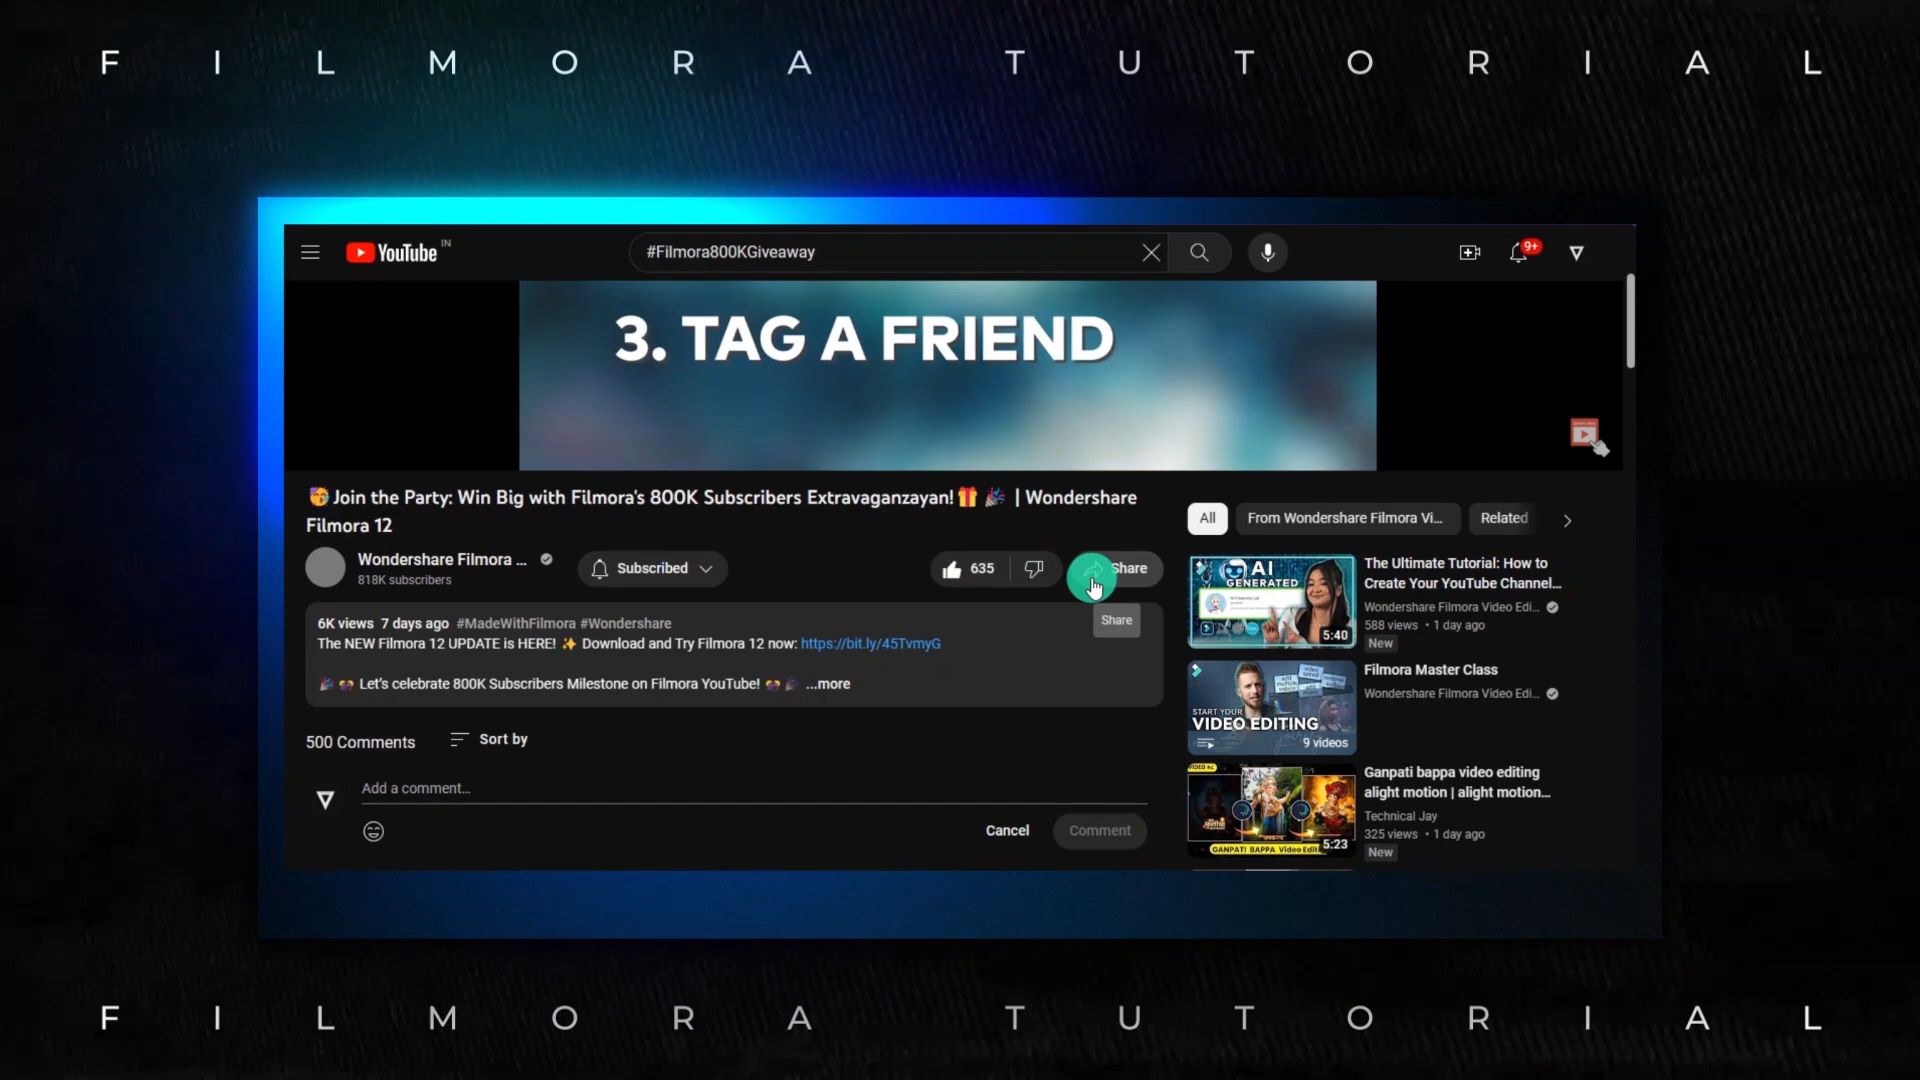 FILMORA TUTORIAL
YouTube IN
#Filmora800KGiveaway
9+
3. TAG A FRIEND
🥳Join the Party: Win Big with Filmora's 800K Subscribers Extravaganzayan!🎁 🎉 | Wondershare
Filmora 12
Wondershare Filmora ...
818K subscribers
Subscribed
635
Share
Share
6K views 7 days ago #MadeWithFilmora #Wondershare
The NEW Filmora 12 UPDATE is HERE! ✨ Download and Try Filmora 12 now: https://bit.ly/45TvmyG
🎉 🎊 Let's celebrate 800K Subscribers Milestone on Filmora YouTube! 🎊 🎉 ...more
500 Comments
Sort by
Add a comment...
Cancel
Comment
All
From Wondershare Filmora Vi...
Related
AI
GENERATED
5:40
The Ultimate Tutorial: How to
Create Your YouTube Channel...
Wondershare Filmora Video Edi...
588 views • 1 day ago
New
START YOUR
VIDEO EDITING
9 videos
Filmora Master Class
Wondershare Filmora Video Edi...
GANPATI BAPPA Video Edit
5:23
Ganpati bappa video editing
alight motion | alight motion...
Technical Jay
325 views • 1 day ago
New
FILMORA TUTORIAL